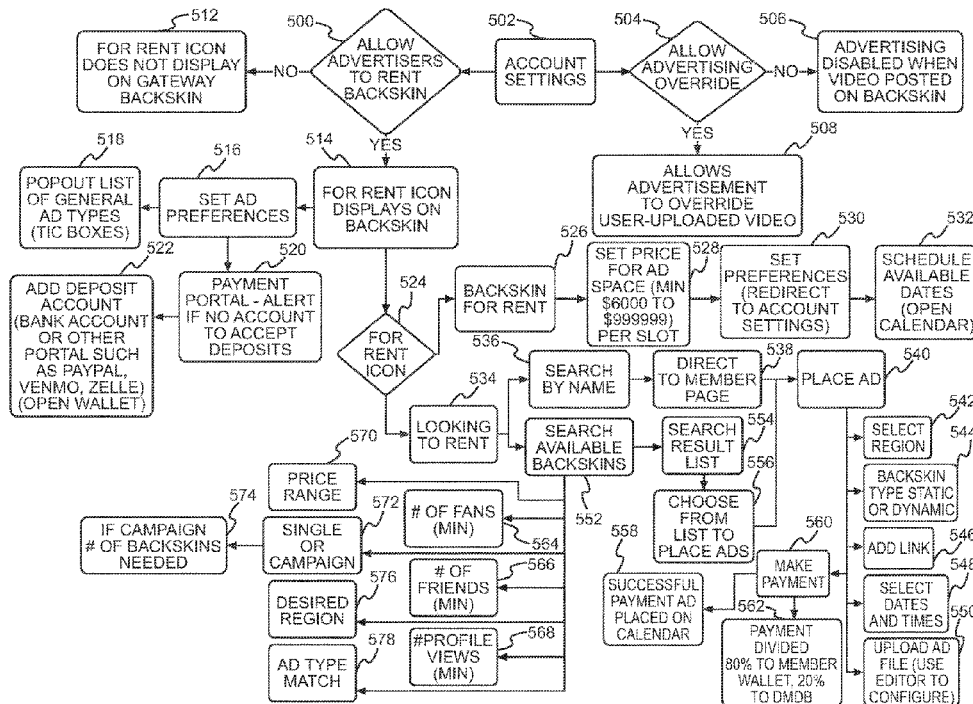 512
FOR RENT ICON
DOES NOT DISPLAY
ON GATEWAY
BACKSKIN
NO
500
ALLOW
ADVERTISERS
TO RENT
BACKSKIN
502
ACCOUNT
SETTINGS
504
ALLOW
ADVERTISING
OVERRIDE
NO
506
ADVERTISING
DISABLED WHEN
VIDEO POSTED
ON BACKSKIN
YES
YES
508
ALLOWS
ADVERTISEMENT
TO OVERRIDE
USER-UPLOADED VIDEO
518
POPOUT LIST
OF GENERAL
AD TYPES
(TIC BOXES)
516
SET AD
PREFERENCES
514
FOR RENT ICON
DISPLAYS ON
BACKSKIN
522
ADD DEPOSIT
ACCOUNT
(BANK ACCOUNT
OR OTHER
PORTAL SUCH
AS PAYPAL,
VENMO, ZELLE)
(OPEN WALLET)
520
PAYMENT
PORTAL - ALERT
IF NO ACCOUNT
TO ACCEPT
DEPOSITS
524
FOR
RENT
ICON
526
BACKSKIN
FOR RENT
528
SET PRICE
FOR AD
SPACE (MIN
$6000 TO
$999999)
PER SLOT
530
SET
PREFERENCES
(REDIRECT
TO ACCOUNT
SETTINGS)
532
SCHEDULE
AVAILABLE
DATES
(OPEN
CALENDAR)
534
LOOKING
TO RENT
536
SEARCH
BY NAME
538
DIRECT
TO MEMBER
PAGE
540
PLACE AD
SEARCH
AVAILABLE
BACKSKINS
552
554
SEARCH
RESULT
LIST
556
CHOOSE
FROM
LIST TO
PLACE ADS
542
SELECT
REGION
544
BACKSKIN
TYPE STATIC
OR DYNAMIC
546
ADD LINK
548
SELECT
DATES
AND TIMES
550
UPLOAD AD
FILE (USE
EDITOR TO
CONFIGURE)
560
MAKE
PAYMENT
558
SUCCESSFUL
PAYMENT AD
PLACED ON
CALENDAR
562
PAYMENT
DIVIDED
80% TO MEMBER
WALLET. 20%
TO DMDB
570
PRICE
RANGE
# OF FANS
(MIN)
564
572
SINGLE
OR
CAMPAIGN
574
IF CAMPAIGN
# OF BACKSKINS
NEEDED
566
# OF
FRIENDS
(MIN)
576
DESIRED
REGION
568
#PROFILE
VIEWS
(MIN)
578
AD TYPE
MATCH